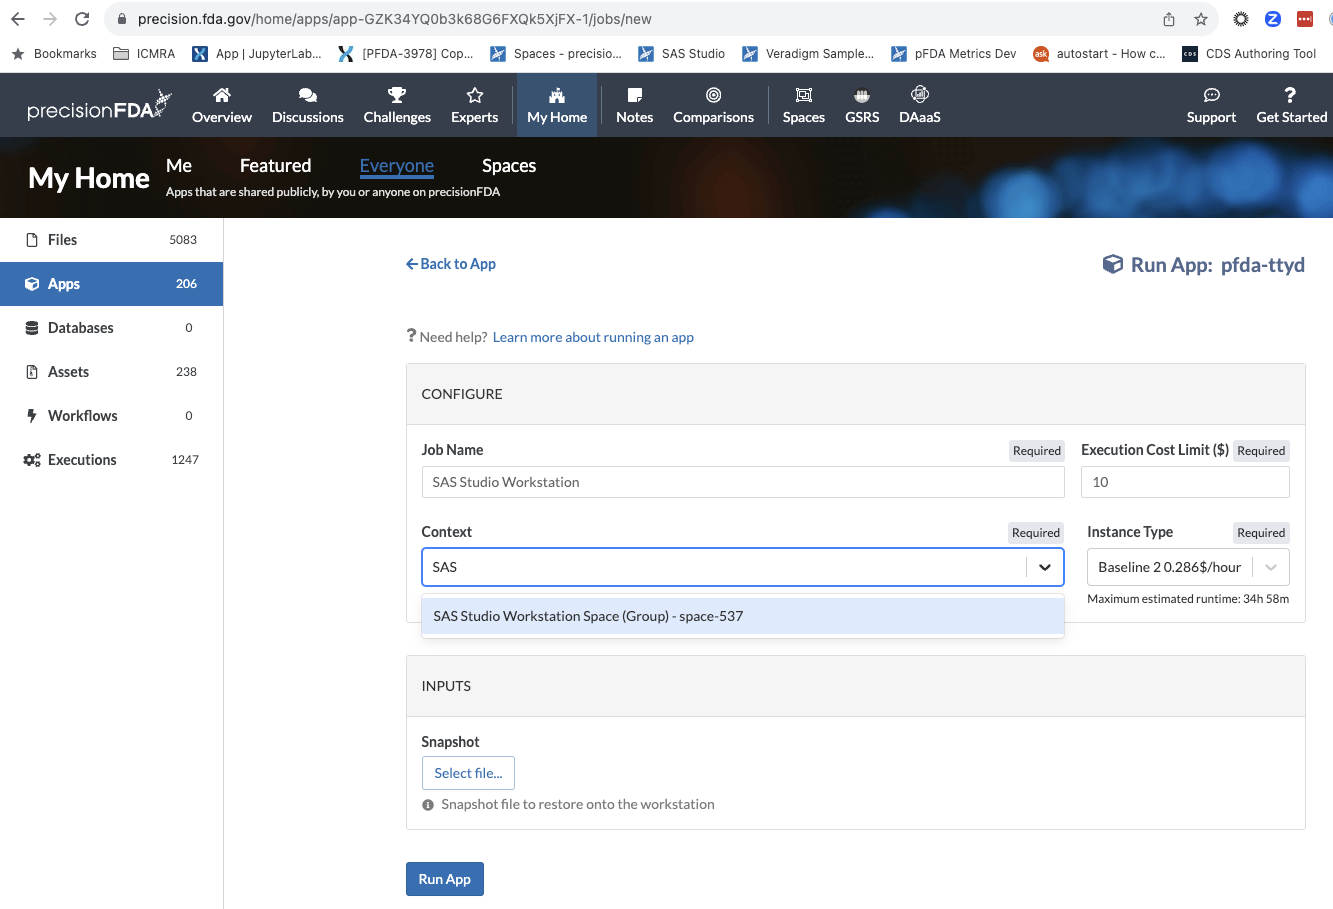 precision.fda.gov/home/apps/app-GZK34YQ0b3k68G6FXQk5XjFX-1/jobs/new
Bookmarks ICMRA App | JupyterLab... [PFDA-3978] Cop... Spaces - precisio... SAS Studio Veradigm Sample... pFDA Metrics Dev ask autostart - How c... CDS CDS Authoring Tool
precisionFDA Overview Discussions Challenges Experts My Home Notes Comparisons Spaces GSRS DAaaS Support Get Started
My Home
Me Featured Everyone Spaces
Apps that are shared publicly, by you or anyone on precisionFDA
Files 5083
Apps 206
Databases 0
Assets 238
Workflows 0
Executions 1247
Back to App
Run App: pfda-ttyd
? Need help? Learn more about running an app
CONFIGURE
Job Name Required Execution Cost Limit ($) Required
SAS Studio Workstation 10
Context Required Instance Type Required
SAS Baseline 2 0.286$/hour
Maximum estimated runtime: 34h 58m
SAS Studio Workstation Space (Group) - space-537
INPUTS
Snapshot
Select file...
Snapshot file to restore onto the workstation
Run App